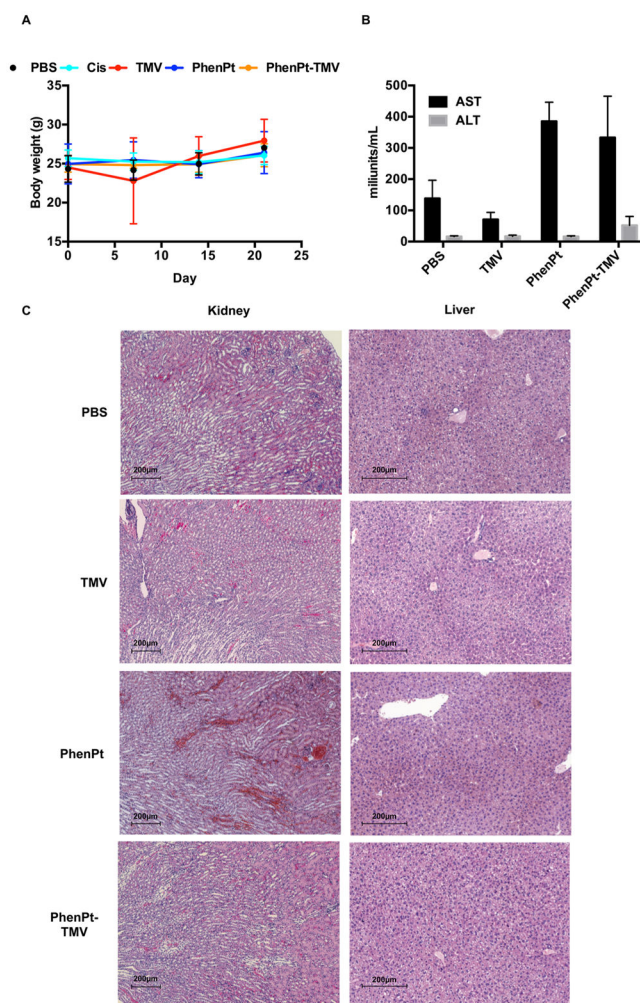 A
B
PBS Cis TMV PhenPt PhenPt-TMV
35
30
25
20
15
0 5 10 15 20 25
Body weight (g)
Day
500
400
300
200
100
0
miliunits/mL
AST
ALT
PBS
TMV
PhenPt
PhenPt-TMV
C
Kidney
Liver
PBS
200μm
200μm
TMV
200μm
200μm
PhenPt
200μm
200μm
PhenPt-
TMV
200μm
200μm